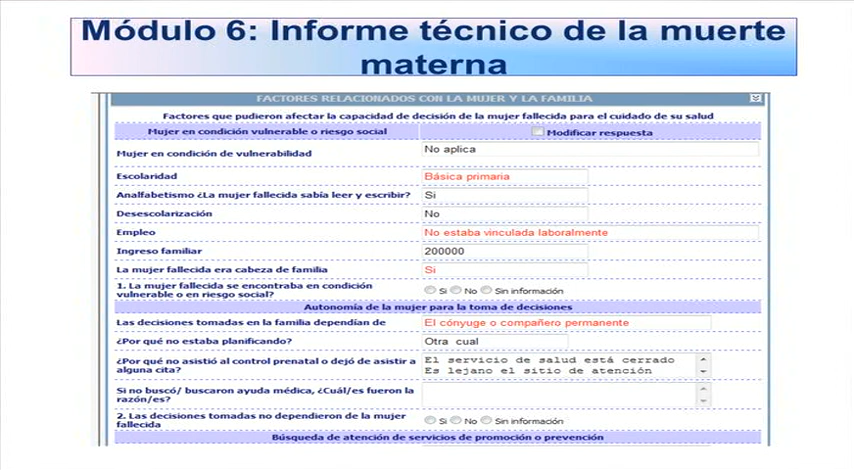 Módulo 6: Informe técnico de la muerte
materna
FACTORES RELACIONADOS CON LA MUJER Y LA FAMILIA
Factores que pudieron afectar la capacidad de decisión de la mujer fallecida para el cuidado de su salud
Mujer en condición vulnerable o riesgo social Modificar respuesta
Mujer en condición de vulnerabilidad No aplica
Escolaridad Básica primaria
Analfabetismo ¿La mujer fallecida sabía leer y escribir? Si
Desescolarización No
Empleo No estaba vinculada laboralmente
Ingreso familiar 200000
La mujer fallecida era cabeza de familia Si
1. La mujer fallecida se encontraba en condición
vulnerable o en riesgo social? Si No Sin información
Autonomía de la mujer para la toma de decisiones
Las decisiones tomadas en la familia dependían de El cónyuge o compañero permanente
¿Por qué no estaba planificando? Otra cual
¿Por qué no asistió al control prenatal o dejó de asistir a
alguna cita?
El servicio de salud está cerrado
Es lejano el sitio de atención
Si no buscó/ buscaron ayuda médica, ¿Cuál/es fueron la
razón/es?
2. Las decisiones tomadas no dependieron de la mujer
fallecida Si No Sin información
Búsqueda de atención de servicios de promoción o prevención